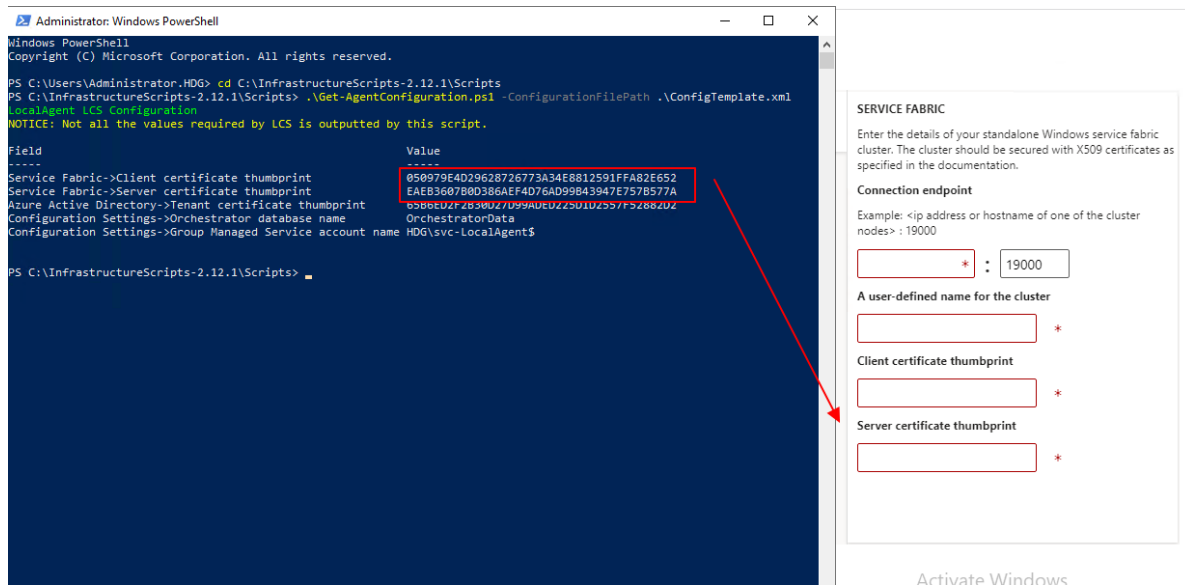 Administrator: Windows PowerShell
Windows PowerShell
Copyright (C) Microsoft Corporation. All rights reserved.
PS C:\Users\Administrator.HDG> cd C:\InfrastructureScripts-2.12.1\Scripts
PS C:\InfrastructureScripts-2.12.1\Scripts> .\Get-AgentConfiguration.ps1 -ConfigurationFilePath .\ConfigTemplate.xml
LocalAgent LCS Configuration
NOTICE: Not all the values required by LCS is outputted by this script.
Field Value
----- -----
Service Fabric->Client certificate thumbprint 050979E4D29628726773A34E8812591FFA82E652
Service Fabric->Server certificate thumbprint EAEB3607B0D386AEF4D76AD99B43947E757B577A
Azure Active Directory->Tenant certificate thumbprint 65B6ED2F2B30D27D99ADED225D1D2557F52882D2
Configuration Settings->Orchestrator database name OrchestratorData
Configuration Settings->Group Managed Service account name HDG\svc-LocalAgent$
PS C:\InfrastructureScripts-2.12.1\Scripts>
SERVICE FABRIC
Enter the details of your standalone Windows service fabric
cluster. The cluster should be secured with X509 certificates as
specified in the documentation.
Connection endpoint
Example: <ip address or hostname of one of the cluster
nodes> : 19000
* : 19000
A user-defined name for the cluster
*
Client certificate thumbprint
*
Server certificate thumbprint
*
Activate Windows